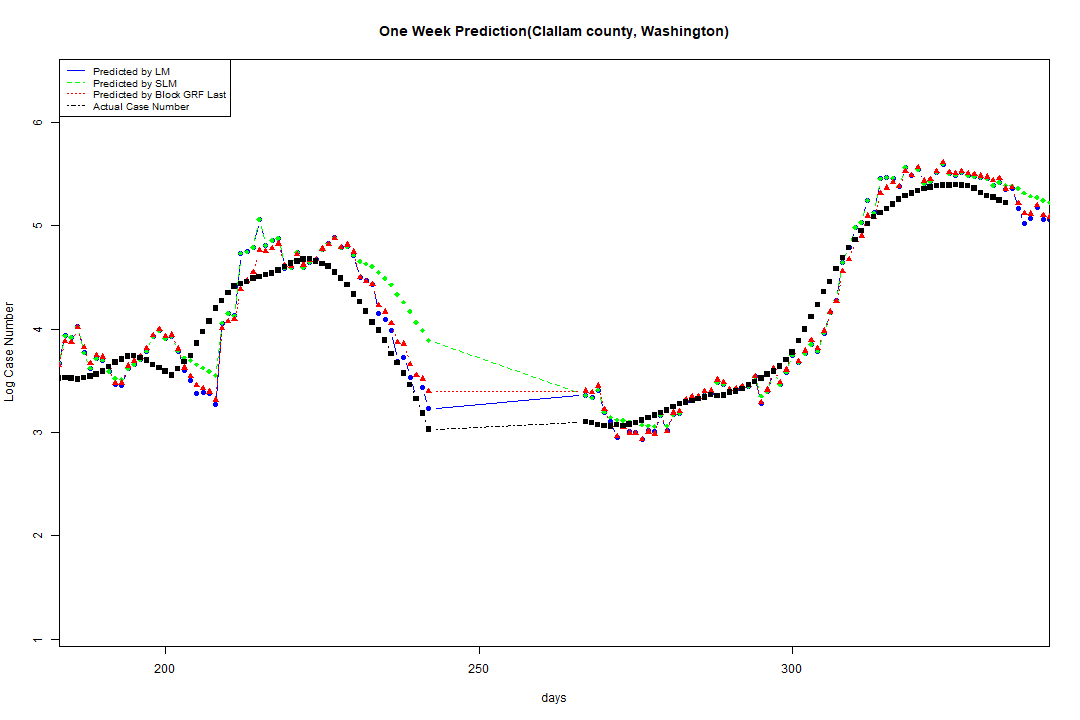 One Week Prediction(Clallam county, Washington)
Predicted by LM
Predicted by SLM
Predicted by Block GRF Last
Actual Case Number
6
5
4
3
2
1
Log Case Number
200
250
300
days